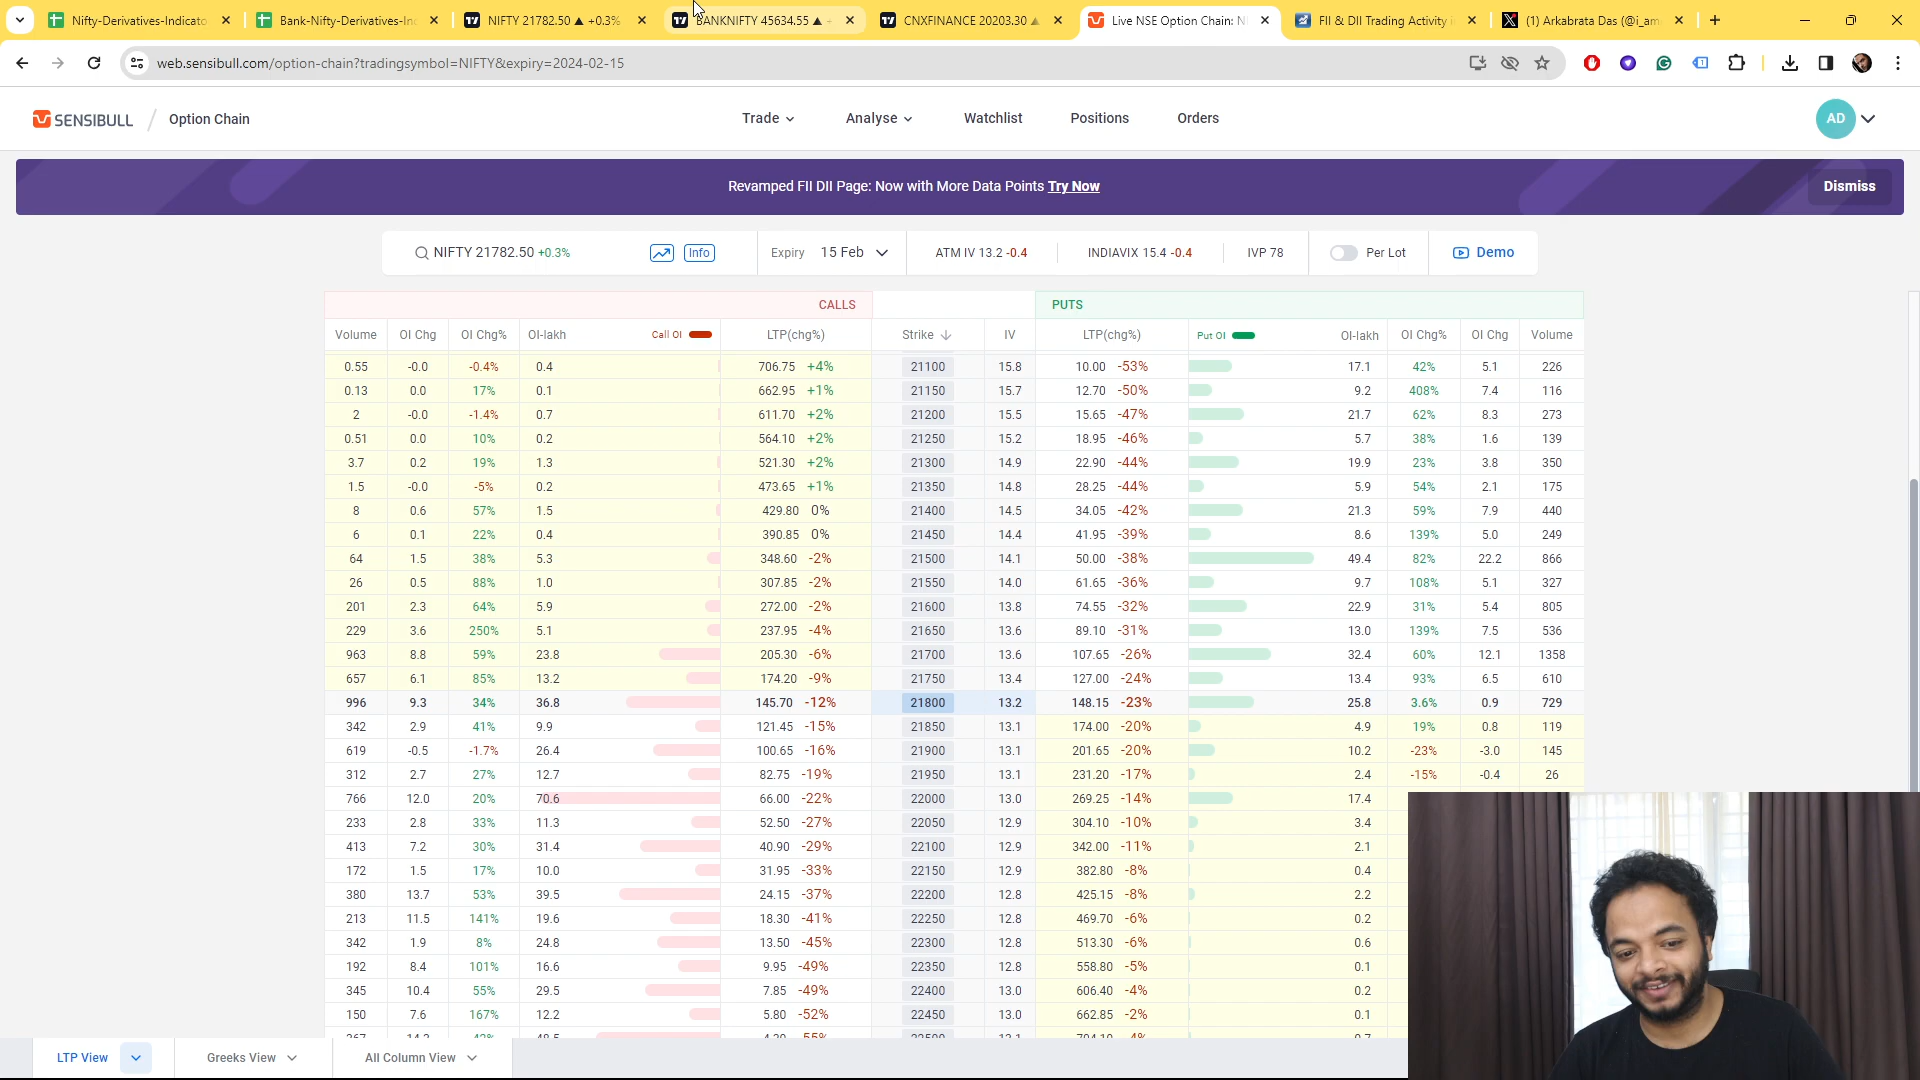 Nifty-Derivatives-Indicato
Bank-Nifty-Derivatives-In
NIFTY 21782.50 ▲ +0.3%
BANKNIFTY 45634.55 ▲ +
CNXFINANCE 20203.30 ▲
Live NSE Option Chain: N
FII & DII Trading Activity i
(1) Arkabrata Das (@i_am
web.sensibull.com/option-chain?tradingsymbol=NIFTY&expiry=2024-02-15
SENSIBULL / Option Chain
Trade
Analyse
Watchlist
Positions
Orders
AD
Revamped FII DII Page: Now with More Data Points Try Now
Dismiss
NIFTY 21782.50 +0.3%
Info
Expiry 15 Feb
ATM IV 13.2 -0.4
INDIAVIX 15.4 -0.4
IVP 78
Per Lot
Demo
CALLS
PUTS
Volume OI Chg OI Chg% OI-lakh Call OI LTP(chg%) Strike IV LTP(chg%) Put OI OI-lakh OI Chg% OI Chg Volume
0.55 -0.0 -0.4% 0.4 706.75 +4% 21100 15.8 10.00 -53% 17.1 42% 5.1 226
0.13 0.0 17% 0.1 662.95 +1% 21150 15.7 12.70 -50% 9.2 408% 7.4 116
2 -0.0 -1.4% 0.7 611.70 +2% 21200 15.5 15.65 -47% 21.7 62% 8.3 273
0.51 0.0 10% 0.2 564.10 +2% 21250 15.2 18.95 -46% 5.7 38% 1.6 139
3.7 0.2 19% 1.3 521.30 +2% 21300 14.9 22.90 -44% 19.9 23% 3.8 350
1.5 -0.0 -5% 0.2 473.65 +1% 21350 14.8 28.25 -44% 5.9 54% 2.1 175
8 0.6 57% 1.5 429.80 0% 21400 14.5 34.05 -42% 21.3 59% 7.9 440
6 0.1 22% 0.4 390.85 0% 21450 14.4 41.95 -39% 8.6 139% 5.0 249
64 1.5 38% 5.3 348.60 -2% 21500 14.1 50.00 -38% 49.4 82% 22.2 866
26 0.5 88% 1.0 307.85 -2% 21550 14.0 61.65 -36% 9.7 108% 5.1 327
201 2.3 64% 5.9 272.00 -2% 21600 13.8 74.55 -32% 22.9 31% 5.4 805
229 3.6 250% 5.1 237.95 -4% 21650 13.6 89.10 -31% 13.0 139% 7.5 536
963 8.8 59% 23.8 205.30 -6% 21700 13.6 107.65 -26% 32.4 60% 12.1 1358
657 6.1 85% 13.2 174.20 -9% 21750 13.4 127.00 -24% 13.4 93% 6.5 610
996 9.3 34% 36.8 145.70 -12% 21800 13.2 148.15 -23% 25.8 3.6% 0.9 729
342 2.9 41% 9.9 121.45 -15% 21850 13.1 174.00 -20% 4.9 19% 0.8 119
619 -0.5 -1.7% 26.4 100.65 -16% 21900 13.1 201.65 -20% 10.2 -23% -3.0 145
312 2.7 27% 12.7 82.75 -19% 21950 13.1 231.20 -17% 2.4 -15% -0.4 26
766 12.0 20% 70.6 66.00 -22% 22000 13.0 269.25 -14% 17.4
233 2.8 33% 11.3 52.50 -27% 22050 12.9 304.10 -10% 3.4
413 7.2 30% 31.4 40.90 -29% 22100 12.9 342.00 -11% 2.1
172 1.5 17% 10.0 31.95 -33% 22150 12.9 382.80 -8% 0.4
380 13.7 53% 39.5 24.15 -37% 22200 12.8 425.15 -8% 2.2
213 11.5 141% 19.6 18.30 -41% 22250 12.8 469.70 -6% 0.2
342 1.9 8% 24.8 13.50 -45% 22300 12.8 513.30 -6% 0.6
192 8.4 101% 16.6 9.95 -49% 22350 12.8 558.80 -5% 0.1
345 10.4 55% 29.5 7.85 -49% 22400 13.0 606.40 -4% 0.2
150 7.6 167% 12.2 5.80 -52% 22450 13.0 662.85 -2% 0.1
LTP View
Greeks View
All Column View